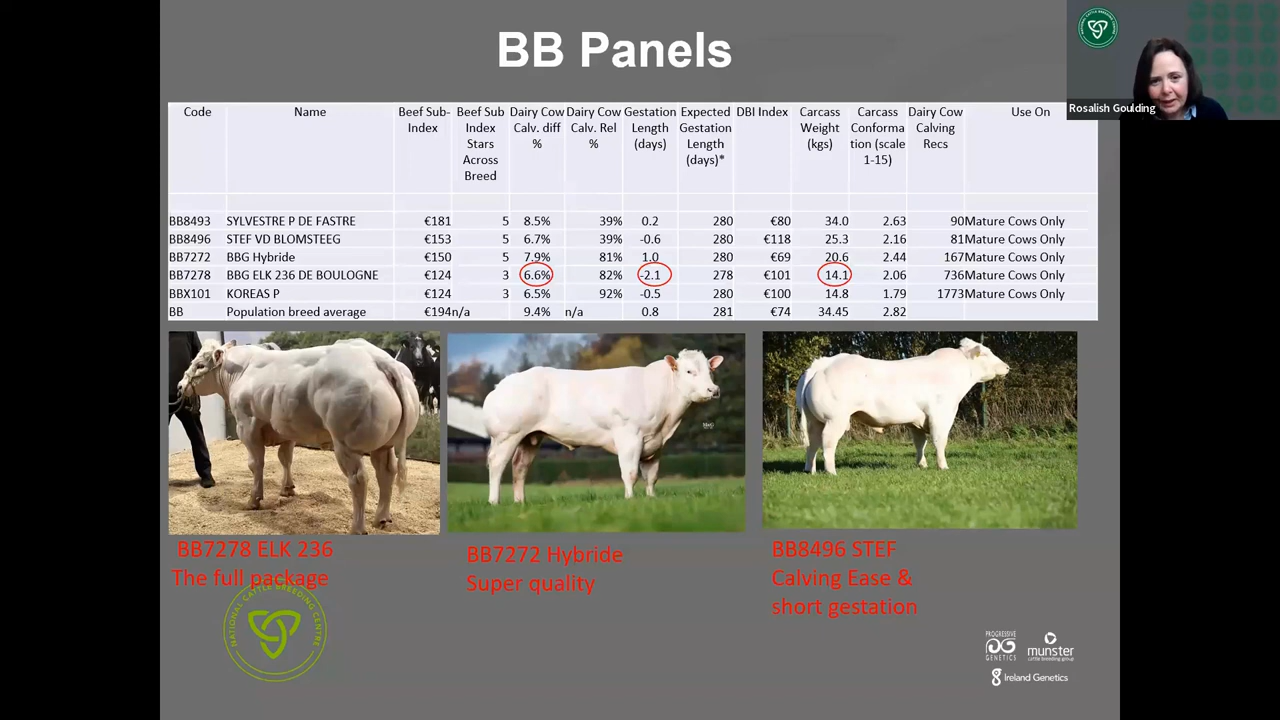 BB Panels
Rosalish Goulding
Code Name Beef Sub-Index Beef Sub Index Stars Across Breed Dairy Cow Calv. diff % Dairy Cow Calv. Rel % Gestation Length (days) Expected Gestation Length (days)* DBI Index Carcass Weight (kgs) Carcass Conformation (scale 1-15) Dairy Cow Calving Recs Use On
BB8493 SYLVESTRE P DE FASTRE €181 5 8.5% 39% 0.2 280 €80 34.0 2.63 90 Mature Cows Only
BB8496 STEF VD BLOMSTEEG €153 5 6.7% 39% -0.6 280 €118 25.3 2.16 81 Mature Cows Only
BB7272 BBG Hybride €150 5 7.9% 81% 1.0 280 €69 20.6 2.44 167 Mature Cows Only
BB7278 BBG ELK 236 DE BOULOGNE €124 3 6.6% 82% -2.1 278 €101 14.1 2.06 736 Mature Cows Only
BBX101 KOREAS P €124 3 6.5% 92% -0.5 280 €100 14.8 1.79 1773 Mature Cows Only
BB Population breed average €194 n/a 9.4% n/a 0.8 281 €74 34.45 2.82
BB7278 ELK 236
The full package
BB7272 Hybride
Super quality
BB8496 STEF
Calving Ease &
short gestation
NATIONAL CATTLE BREEDING CENTRE
PROGRESSIVE
GENETICS
munster
cattle breeding group
Ireland Genetics